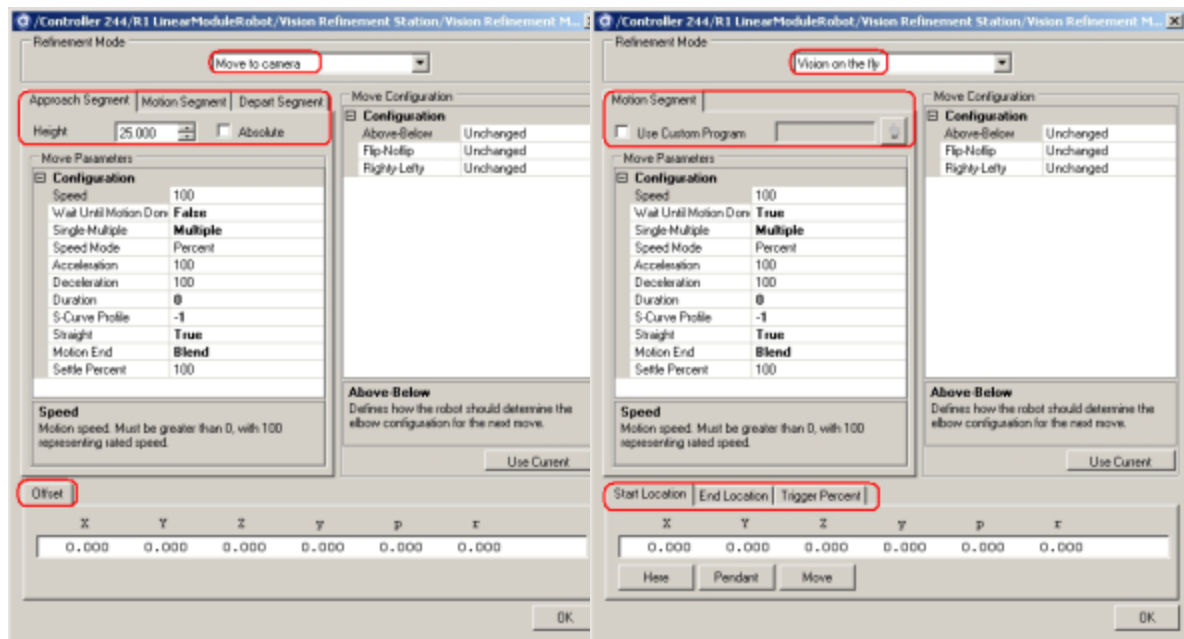 /Controller 244/R1 LinearModuleRobot/Vision Refinement Station/Vision Refinement M...
Refinement Mode
Move to camera
Approach Segment Motion Segment Depart Segment
Height 25.000 Absolute
Move Parameters
Configuration
Speed 100
Wait Until Motion Done False
Single-Multiple Multiple
Speed Mode Percent
Acceleration 100
Deceleration 100
Duration 0
S-Curve Profile -1
Straight True
Motion End Blend
Settle Percent 100
Speed
Motion speed. Must be greater than 0, with 100
representing rated speed.
Move Configuration
Configuration
Above-Below Unchanged
Flip-Noflip Unchanged
Righty-Lefty Unchanged
Above-Below
Defines how the robot should determine the
elbow configuration for the next move.
Use Current
Offset
X Y Z y p r
0.000 0.000 0.000 0.000 0.000 0.000
OK
/Controller 244/R1 LinearModuleRobot/Vision Refinement Station/Vision Refinement M...
Refinement Mode
Vision on the fly
Motion Segment
Use Custom Program
Move Parameters
Configuration
Speed 100
Wait Until Motion Done True
Single-Multiple Multiple
Speed Mode Percent
Acceleration 100
Deceleration 100
Duration 0
S-Curve Profile -1
Straight True
Motion End Blend
Settle Percent 100
Speed
Motion speed. Must be greater than 0, with 100
representing rated speed.
Move Configuration
Configuration
Above-Below Unchanged
Flip-Noflip Unchanged
Righty-Lefty Unchanged
Above-Below
Defines how the robot should determine the
elbow configuration for the next move.
Use Current
Start Location End Location Trigger Percent
X Y Z y p r
0.000 0.000 0.000 0.000 0.000 0.000
Here Pendant Move
OK